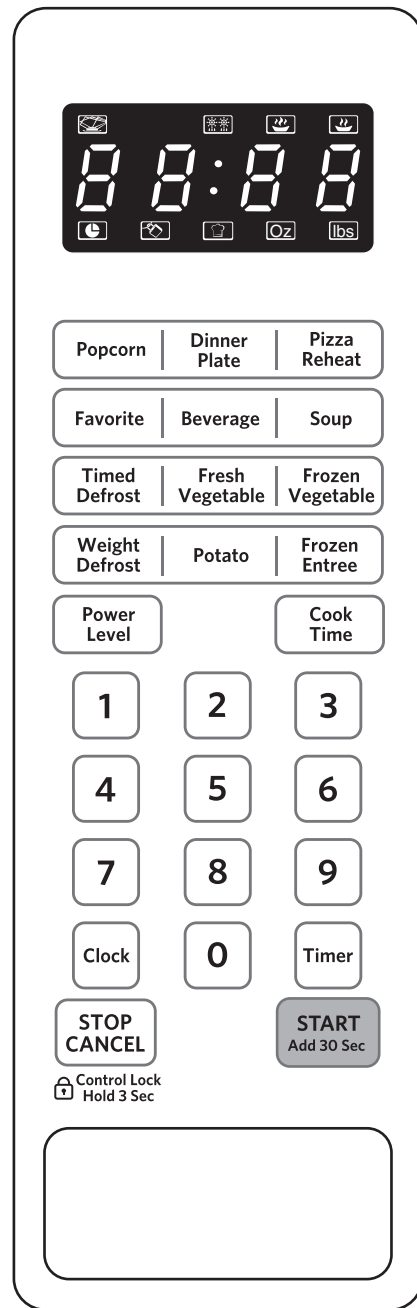 88:88
Oz lbs
Popcorn Dinner Plate Pizza Reheat
Favorite Beverage Soup
Timed Defrost Fresh Vegetable Frozen Vegetable
Weight Defrost Potato Frozen Entree
Power Level Cook Time
1 2 3
4 5 6
7 8 9
Clock 0 Timer
STOP CANCEL START Add 30 Sec
Control Lock
Hold 3 Sec